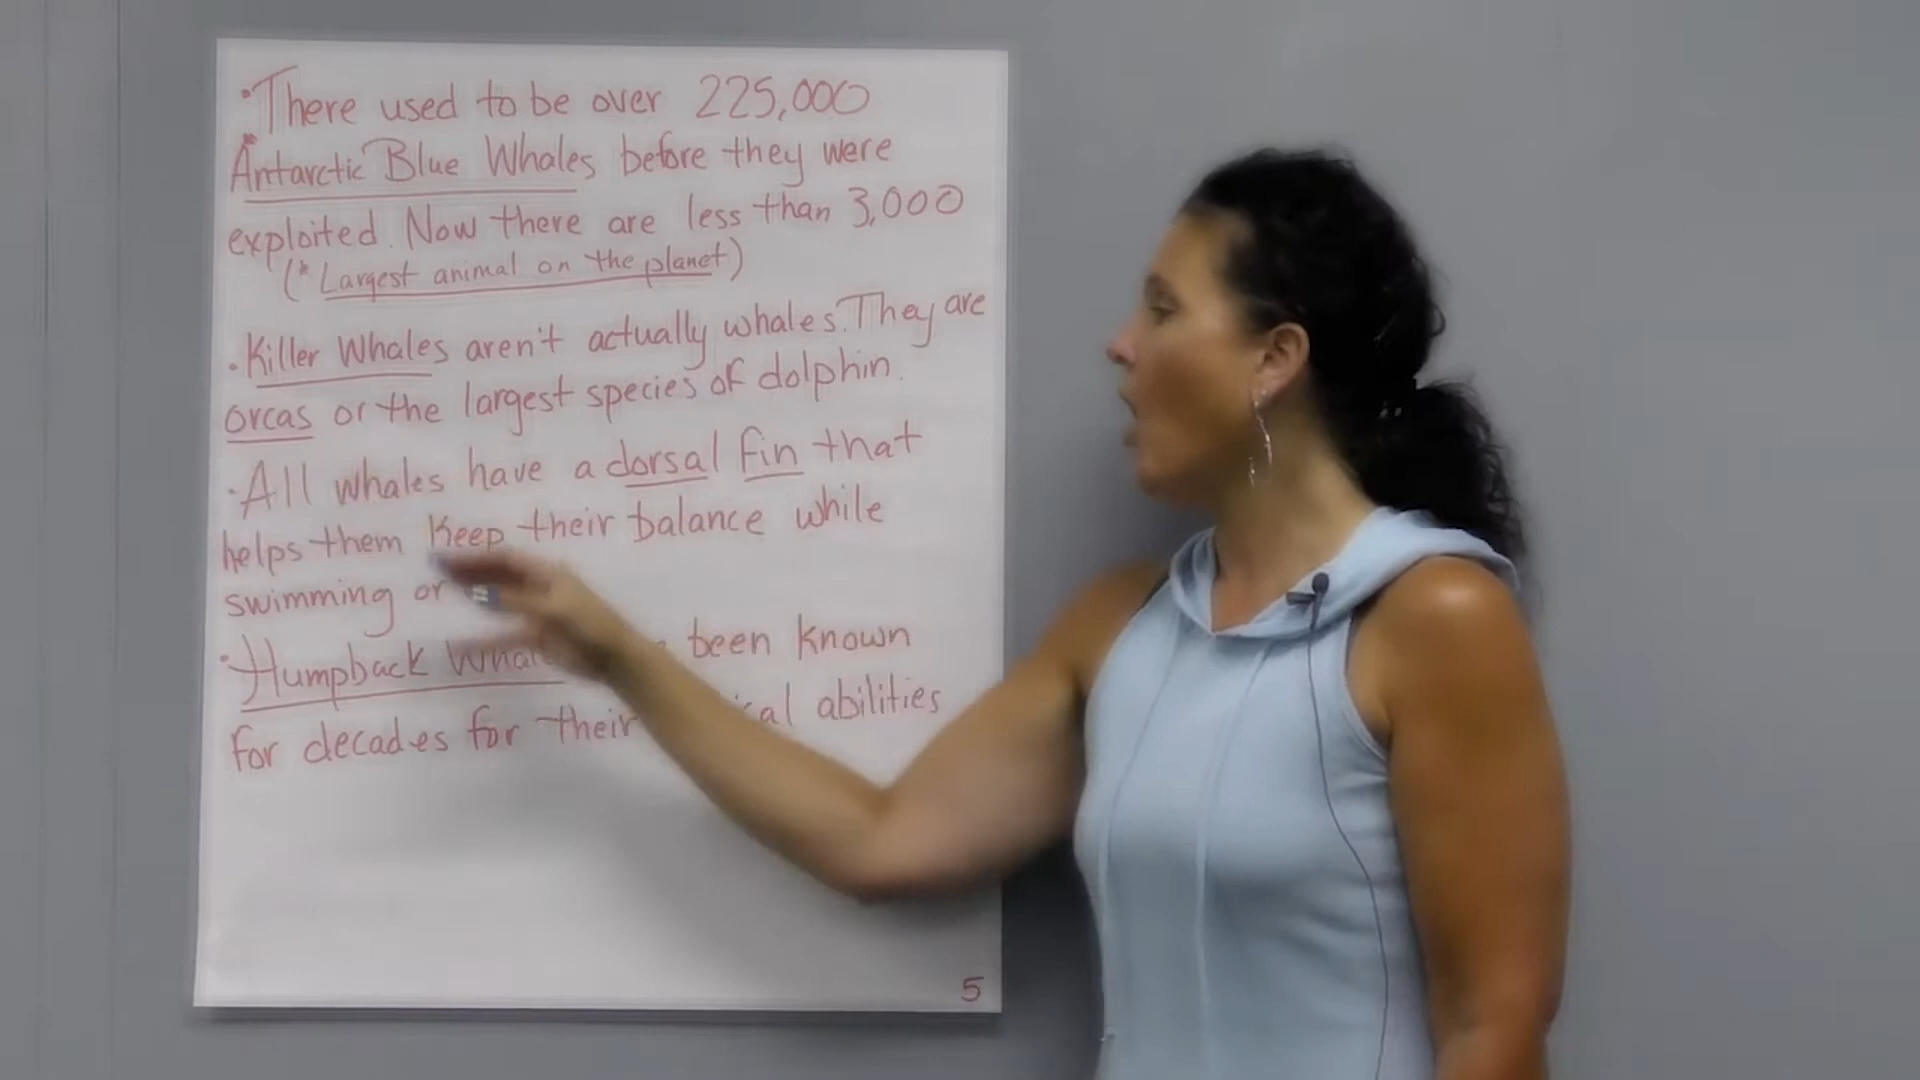 •There used to be over 225,000
*Antarctic Blue Whales before they were
exploited. Now there are less than 3,000
(*Largest animal on the planet)
•Killer Whales aren't actually whales. They are
orcas or the largest species of dolphin.
•All whales have a dorsal fin that
helps them keep their balance while
swimming or
•Humpback been known
for decades for their abilities
5